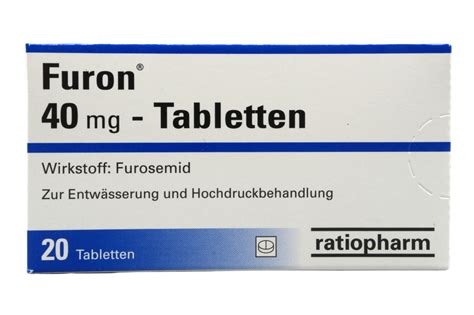 Furon®
40 mg - Tabletten
Wirkstoff: Furosemid
Zur Entwässerung und Hochdruckbehandlung
20 Tabletten
ratiopharm